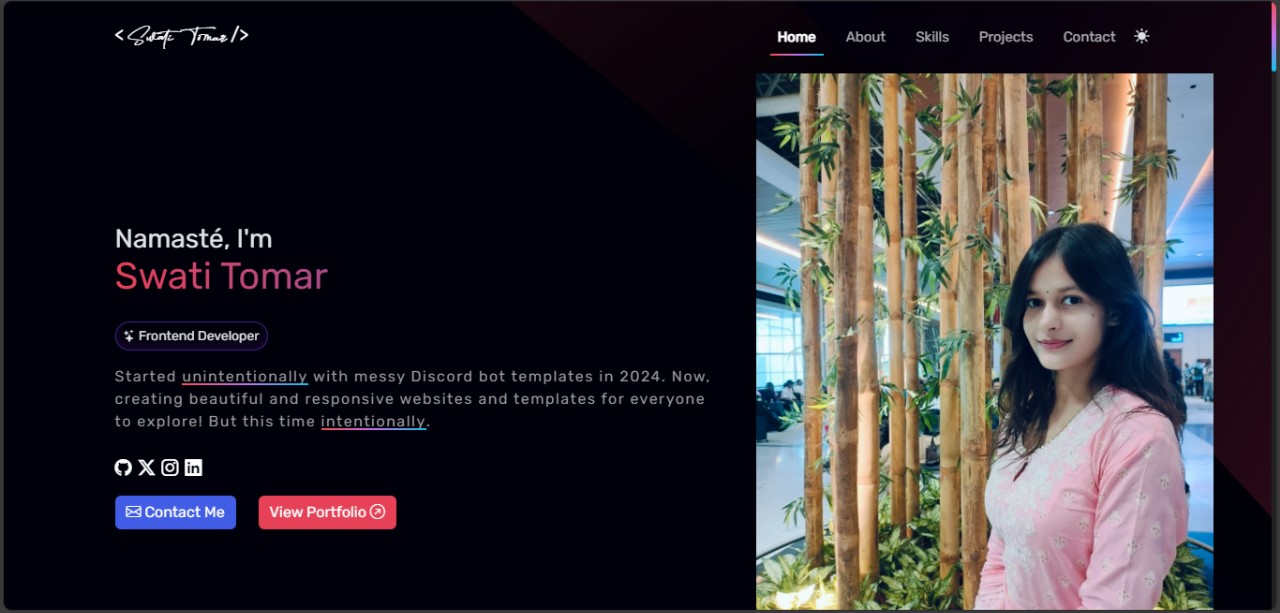 < Swati Tomar />
Home About Skills Projects Contact
Namasté, I'm
Swati Tomar
Frontend Developer
Started unintentionally with messy Discord bot templates in 2024. Now,
creating beautiful and responsive websites and templates for everyone
to explore! But this time intentionally.
Contact Me View Portfolio